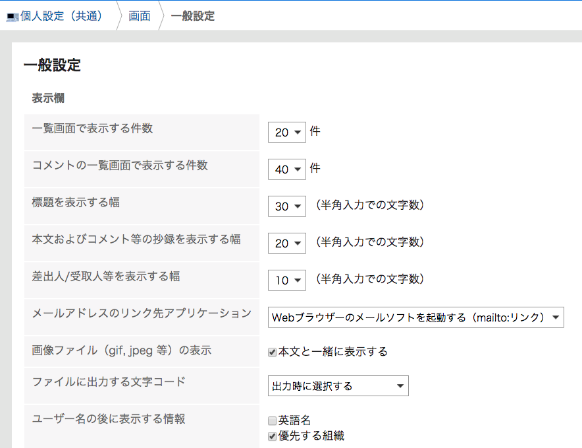 個人設定（共通） 画面 一般設定
一般設定
表示欄
一覧画面で表示する件数 20 件
コメントの一覧画面で表示する件数 40 件
標題を表示する幅 30 （半角入力での文字数）
本文およびコメント等の抄録を表示する幅 20 （半角入力での文字数）
差出人/受取人等を表示する幅 10 （半角入力での文字数）
メールアドレスのリンク先アプリケーション Webブラウザーのメールソフトを起動する（mailto:リンク）
画像ファイル（gif, jpeg 等）の表示 本文と一緒に表示する
ファイルに出力する文字コード 出力時に選択する
ユーザー名の後に表示する情報 英語名
優先する組織